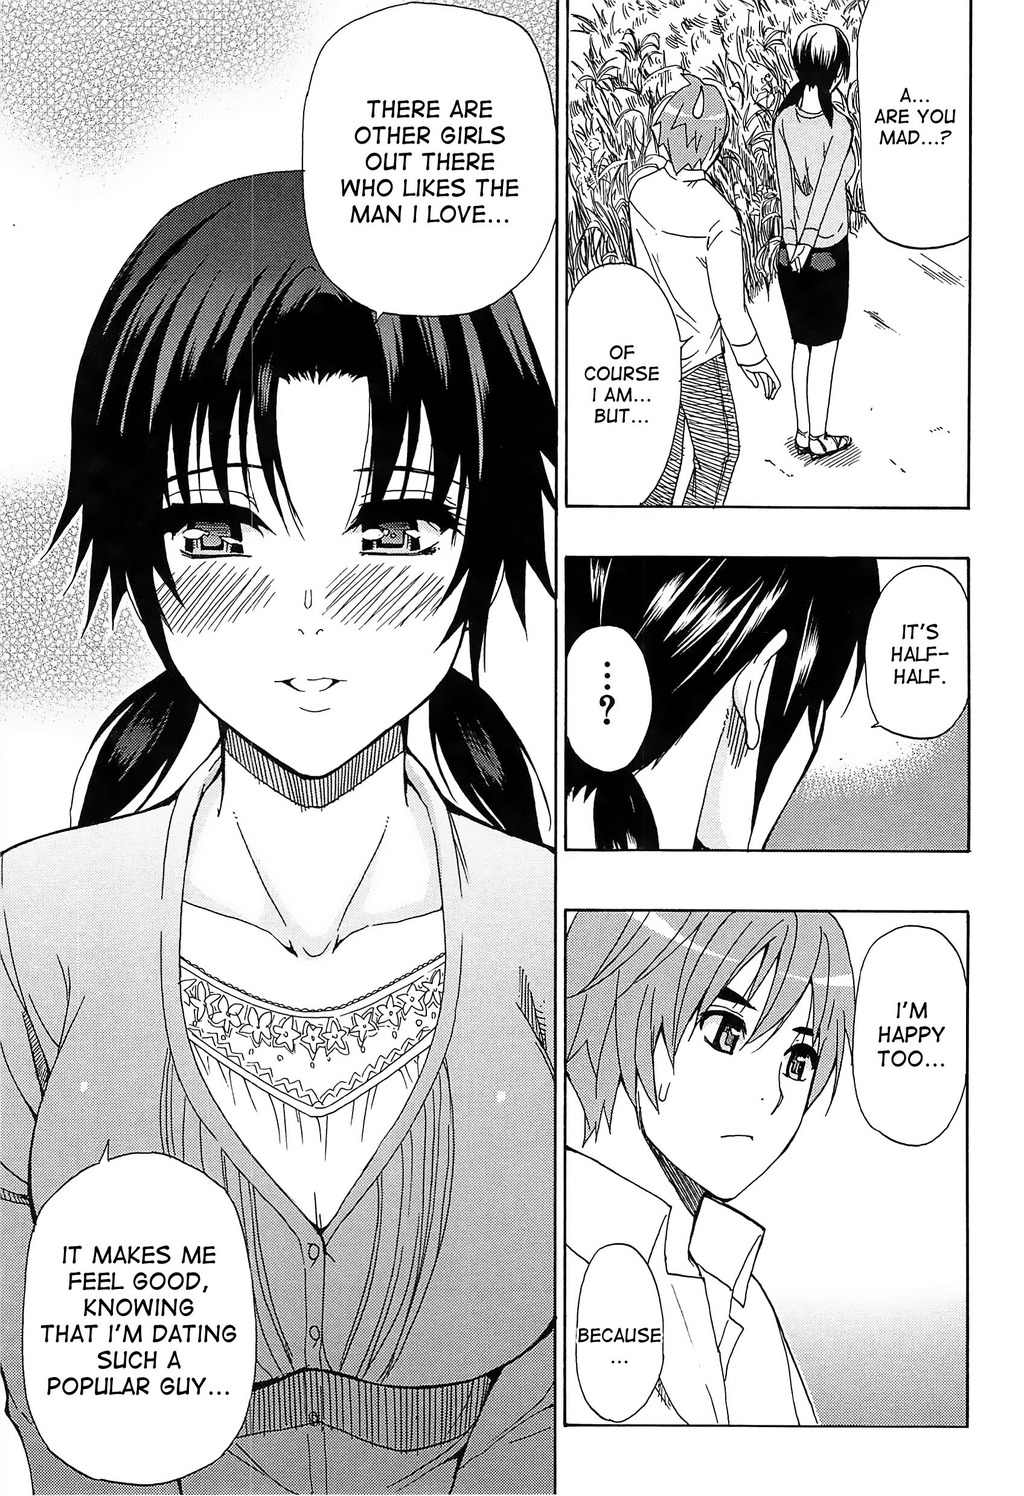 A...
ARE YOU
MAD...?
OF
COURSE
I AM...
BUT...
IT'S
HALF-
HALF.
...?
I'M
HAPPY
TOO...
BECAUSE
...
THERE ARE
OTHER GIRLS
OUT THERE
WHO LIKES THE
MAN I LOVE...
IT MAKES ME
FEEL GOOD,
KNOWING
THAT I'M DATING
SUCH A
POPULAR GUY...